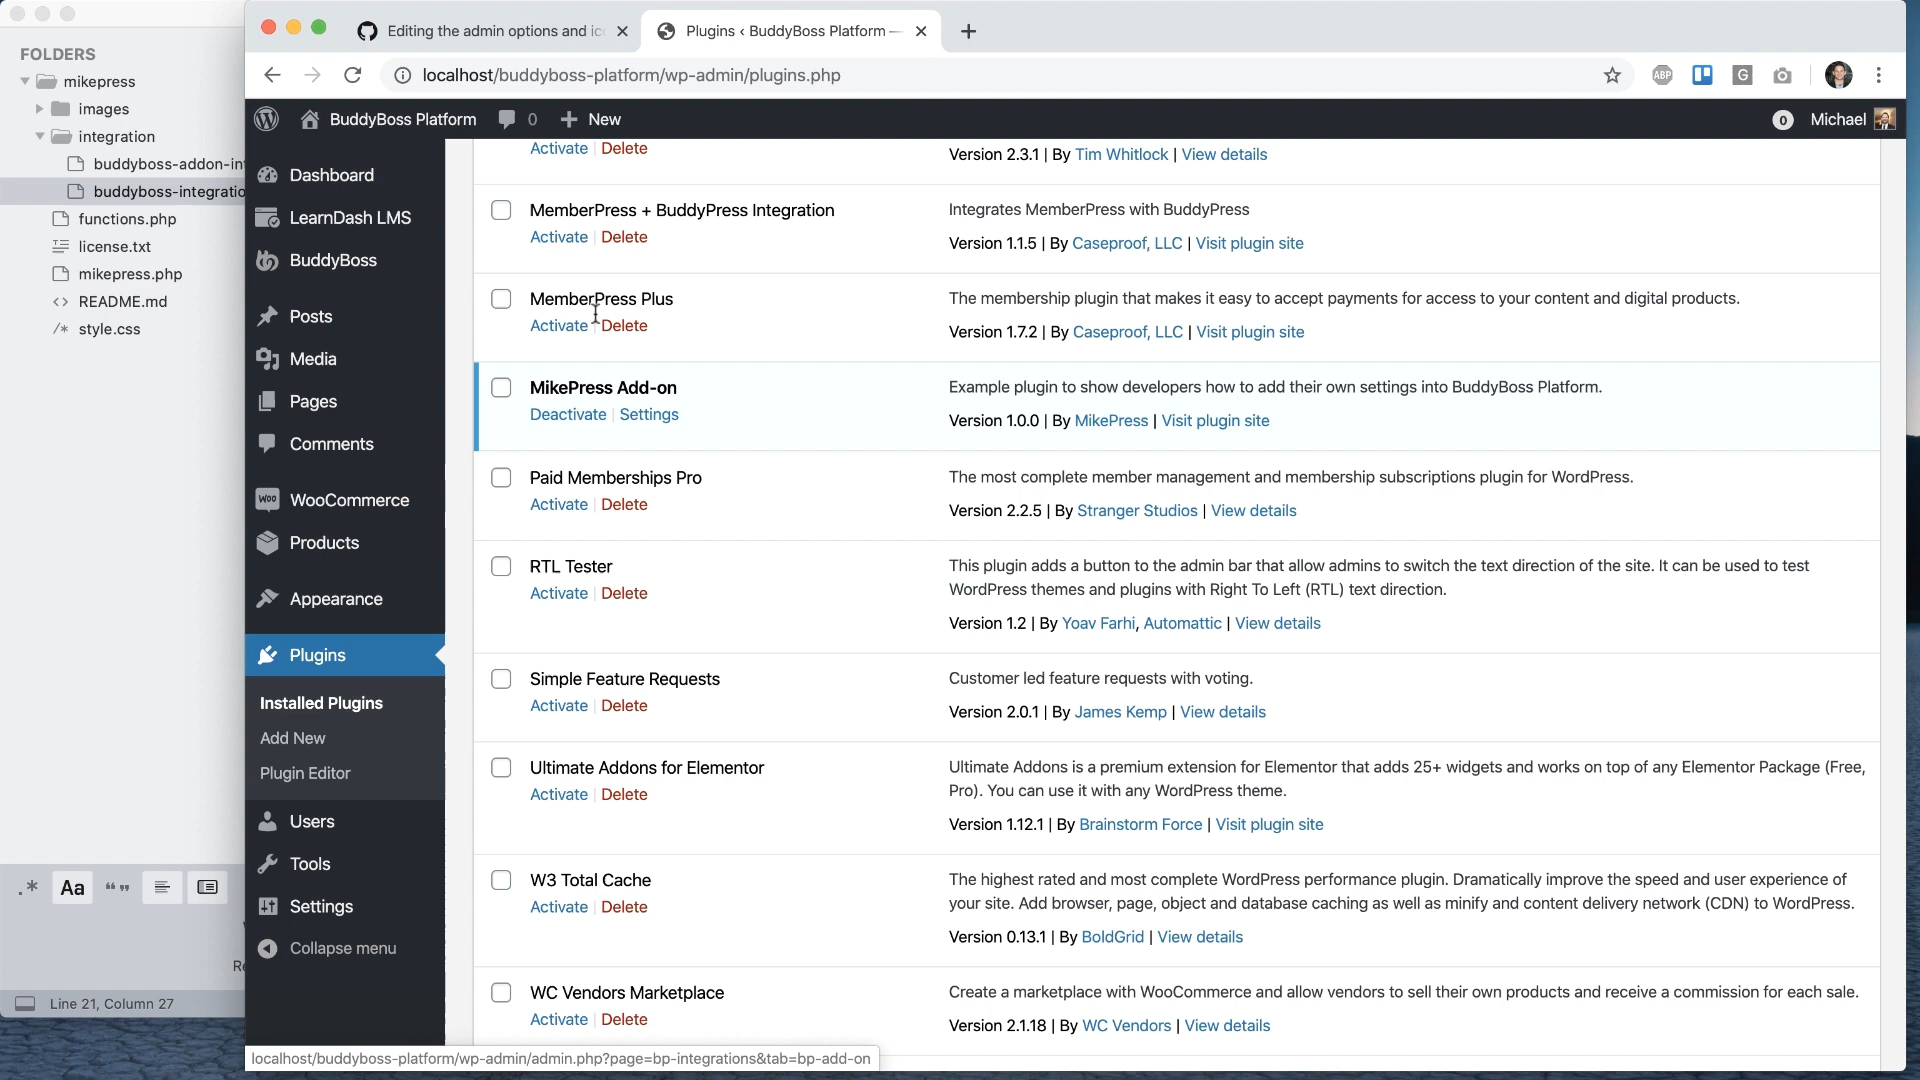 FOLDERS
mikepress
images
integration
buddyboss-addon-in
buddyboss-integratio
functions.php
license.txt
mikepress.php
<> README.md
/* style.css
.* Aa “ ”
Line 21, Column 27
Editing the admin options and ic
Plugins ‹ BuddyBoss Platform —
localhost/buddyboss-platform/wp-admin/plugins.php
ABP
G
BuddyBoss Platform
0
New
0
Michael
Dashboard
LearnDash LMS
BuddyBoss
Posts
Media
Pages
Comments
Woo
WooCommerce
Products
Appearance
Plugins
Installed Plugins
Add New
Plugin Editor
Users
Tools
Settings
Collapse menu
Activate | Delete
Version 2.3.1 | By Tim Whitlock | View details
MemberPress + BuddyPress Integration
Activate | Delete
Integrates MemberPress with BuddyPress
Version 1.1.5 | By Caseproof, LLC | Visit plugin site
MemberPress Plus
Activate | Delete
The membership plugin that makes it easy to accept payments for access to your content and digital products.
Version 1.7.2 | By Caseproof, LLC | Visit plugin site
MikePress Add-on
Deactivate | Settings
Example plugin to show developers how to add their own settings into BuddyBoss Platform.
Version 1.0.0 | By MikePress | Visit plugin site
Paid Memberships Pro
Activate | Delete
The most complete member management and membership subscriptions plugin for WordPress.
Version 2.2.5 | By Stranger Studios | View details
RTL Tester
Activate | Delete
This plugin adds a button to the admin bar that allow admins to switch the text direction of the site. It can be used to test
WordPress themes and plugins with Right To Left (RTL) text direction.
Version 1.2 | By Yoav Farhi, Automattic | View details
Simple Feature Requests
Activate | Delete
Customer led feature requests with voting.
Version 2.0.1 | By James Kemp | View details
Ultimate Addons for Elementor
Activate | Delete
Ultimate Addons is a premium extension for Elementor that adds 25+ widgets and works on top of any Elementor Package (Free,
Pro). You can use it with any WordPress theme.
Version 1.12.1 | By Brainstorm Force | Visit plugin site
W3 Total Cache
Activate | Delete
The highest rated and most complete WordPress performance plugin. Dramatically improve the speed and user experience of
your site. Add browser, page, object and database caching as well as minify and content delivery network (CDN) to WordPress.
Version 0.13.1 | By BoldGrid | View details
WC Vendors Marketplace
Activate | Delete
Create a marketplace with WooCommerce and allow vendors to sell their own products and receive a commission for each sale.
Version 2.1.18 | By WC Vendors | View details
localhost/buddyboss-platform/wp-admin/admin.php?page=bp-integrations&tab=bp-add-on